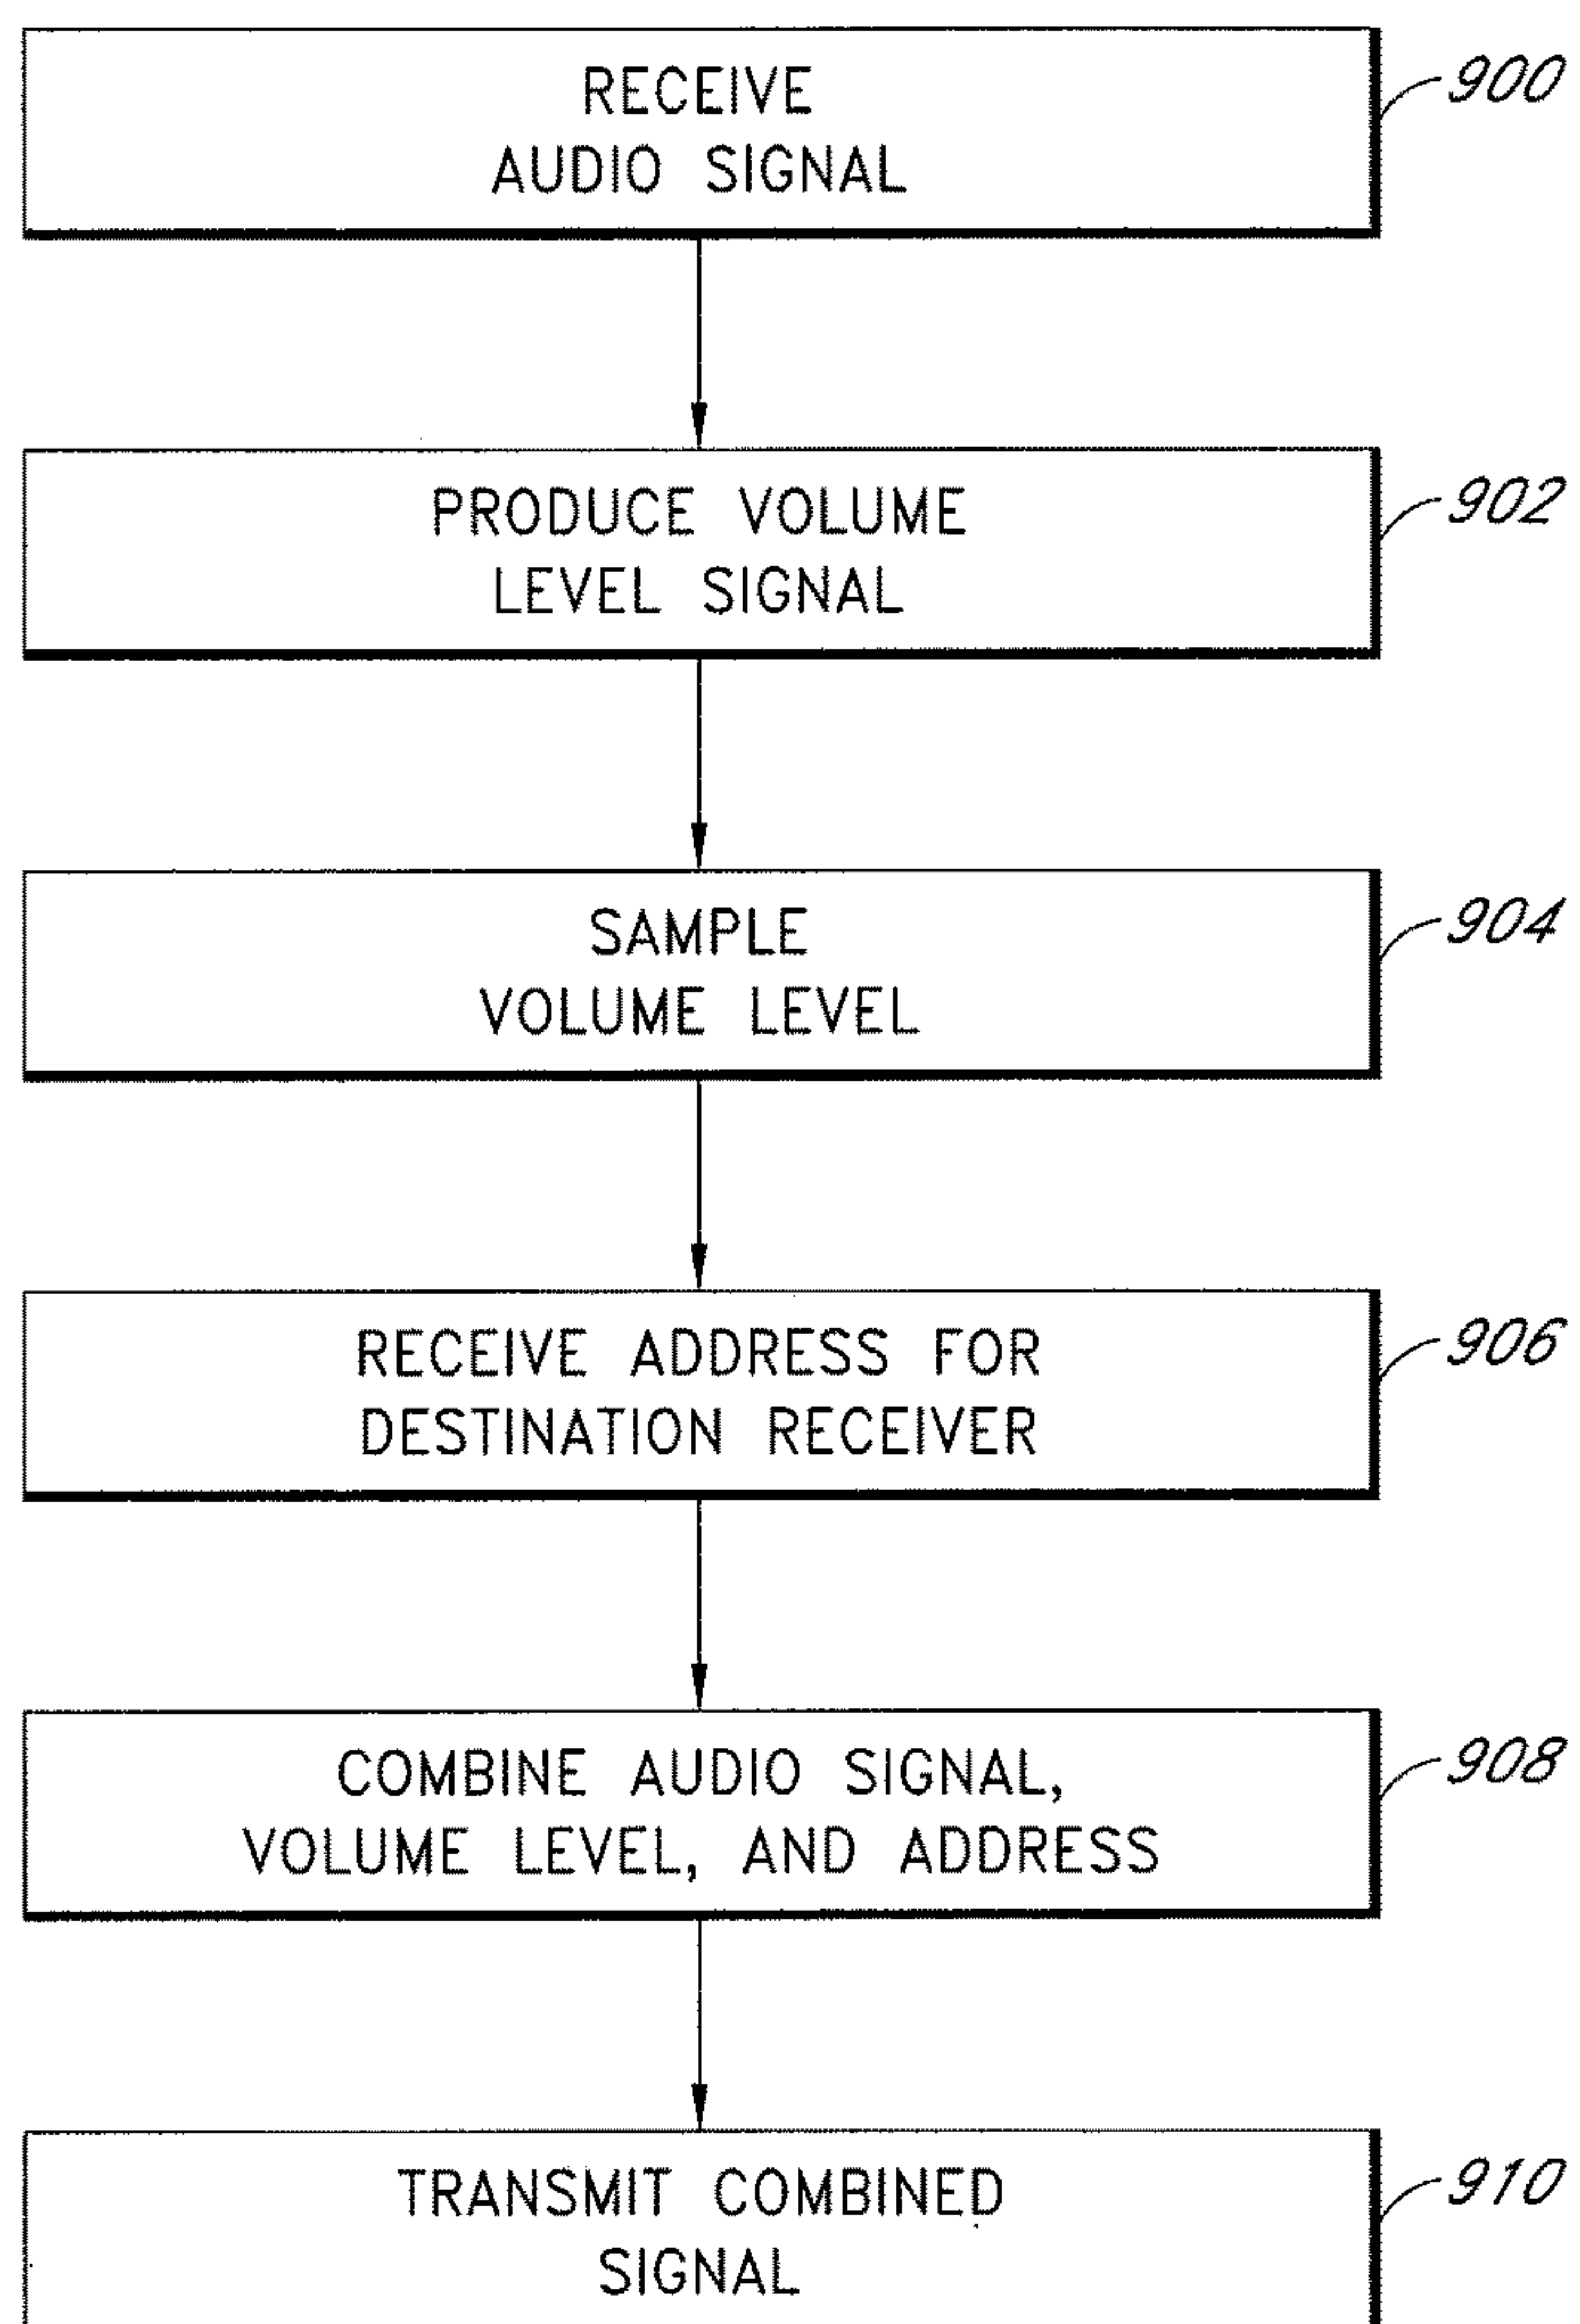 RECEIVE
AUDIO SIGNAL
900
PRODUCE VOLUME
LEVEL SIGNAL
902
SAMPLE
VOLUME LEVEL
904
RECEIVE ADDRESS FOR
DESTINATION RECEIVER
906
COMBINE AUDIO SIGNAL,
VOLUME LEVEL, AND ADDRESS
908
TRANSMIT COMBINED
SIGNAL
910